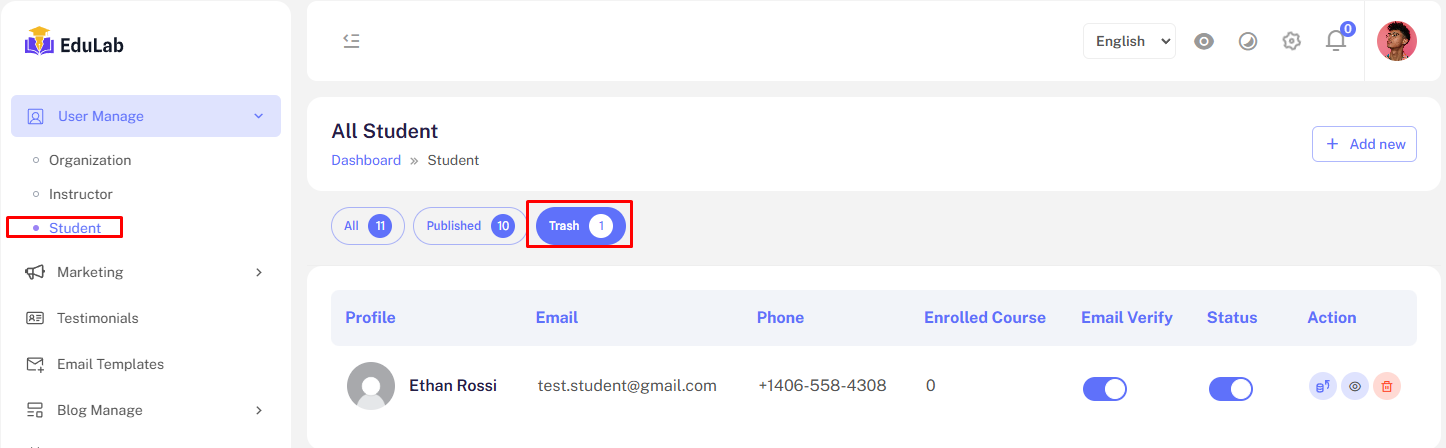 EduLab
English
0
User Manage
Organization
Instructor
Student
Marketing
Testimonials
Email Templates
Blog Manage
All Student
Dashboard » Student
+ Add new
All 11 Published 10 Trash 1
Profile Email Phone Enrolled Course Email Verify Status Action
Ethan Rossi test.student@gmail.com +1406-558-4308 0